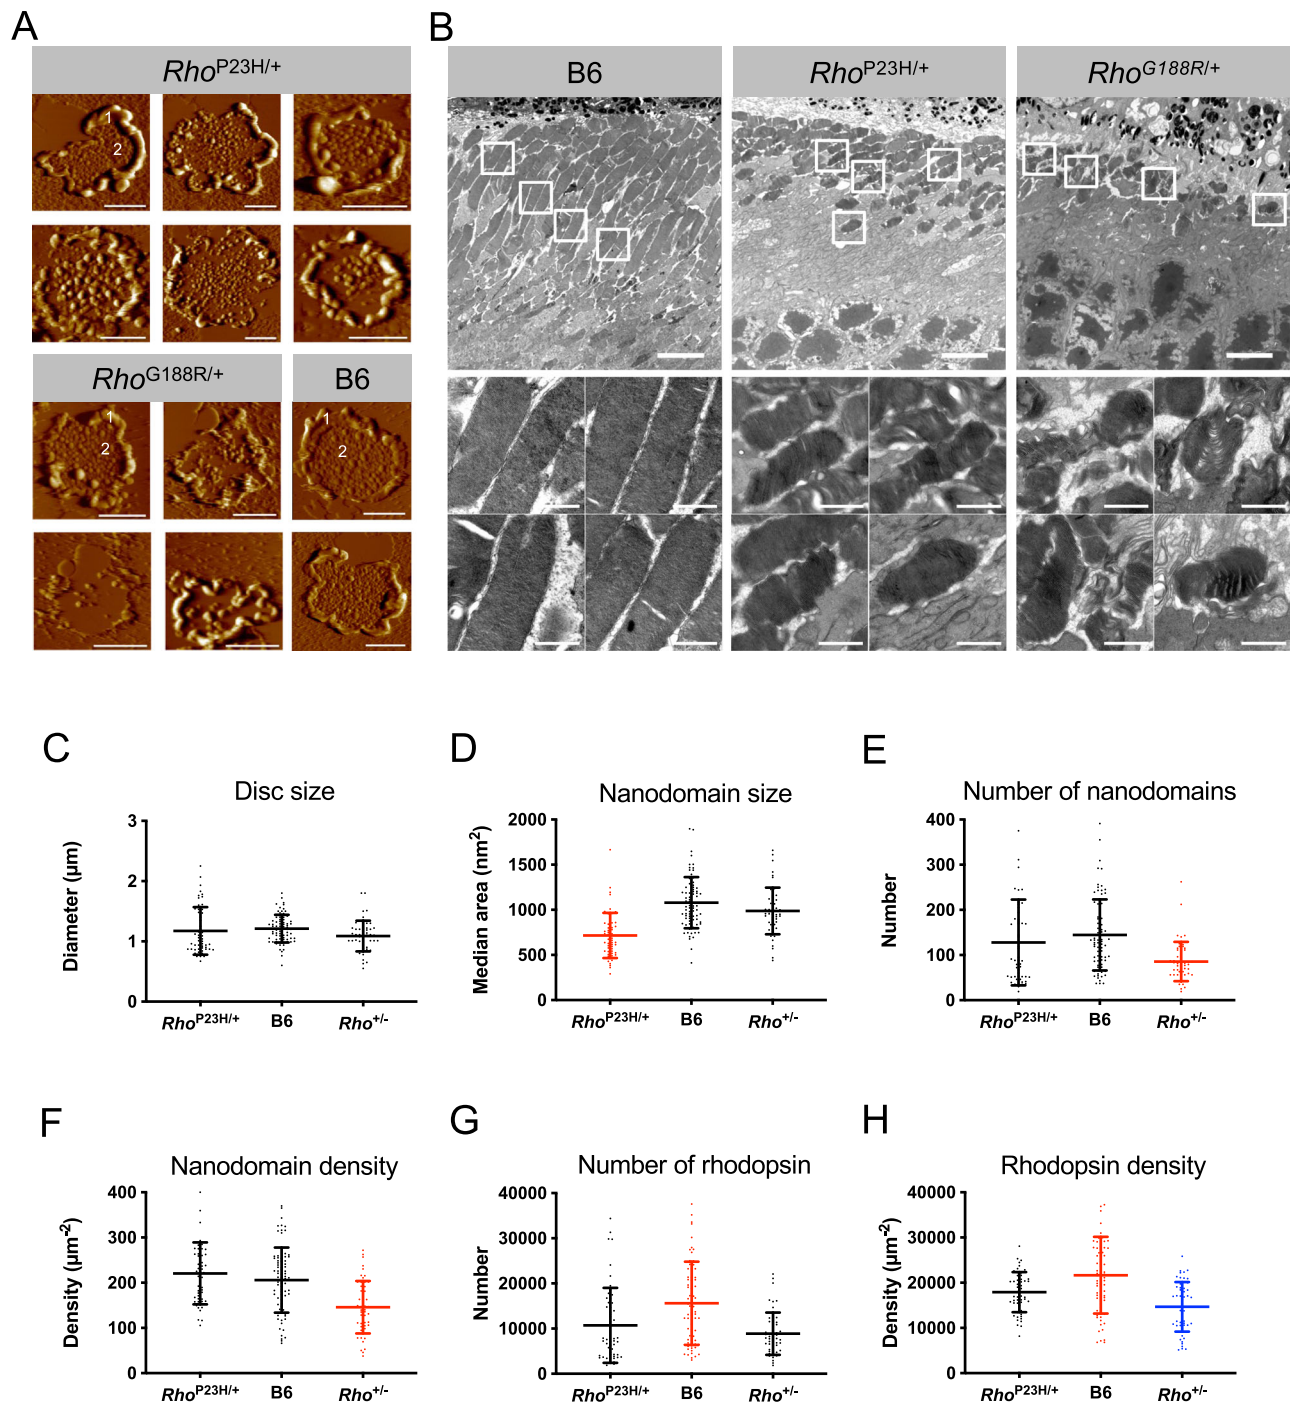 A
B
Rho^P23H/+
B6
Rho^P23H/+
Rho^G188R/+
1
2
Rho^G188R/+
B6
1
2
1
2
C
D
E
Disc size
Nanodomain size
Number of nanodomains
Diameter (µm)
3
2
1
0
Rho^P23H/+ B6 Rho^+/-
Median area (nm²)
2000
1500
1000
500
0
Rho^P23H/+ B6 Rho^+/-
Number
400
300
200
100
0
Rho^P23H/+ B6 Rho^+/-
F
G
H
Nanodomain density
Number of rhodopsin
Rhodopsin density
Density (µm⁻²)
400
300
200
100
0
Rho^P23H/+ B6 Rho^+/-
Number
40000
30000
20000
10000
0
Rho^P23H/+ B6 Rho^+/-
Density (µm⁻²)
40000
30000
20000
10000
0
Rho^P23H/+ B6 Rho^+/-